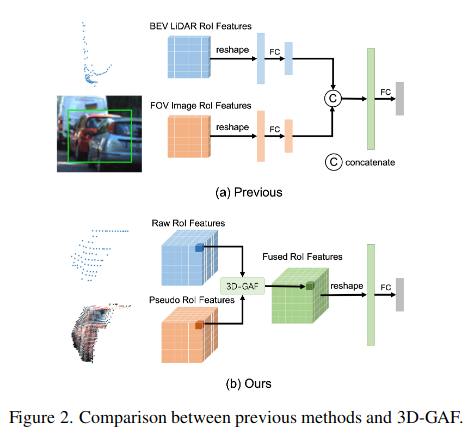 BEV LiDAR RoI Features
reshape
FC
FOV Image RoI Features
reshape
FC
C
FC
C concatenate
(a) Previous
Raw RoI Features
Fused RoI Features
3D-GAF
reshape
FC
Pseudo RoI Features
(b) Ours
Figure 2. Comparison between previous methods and 3D-GAF.